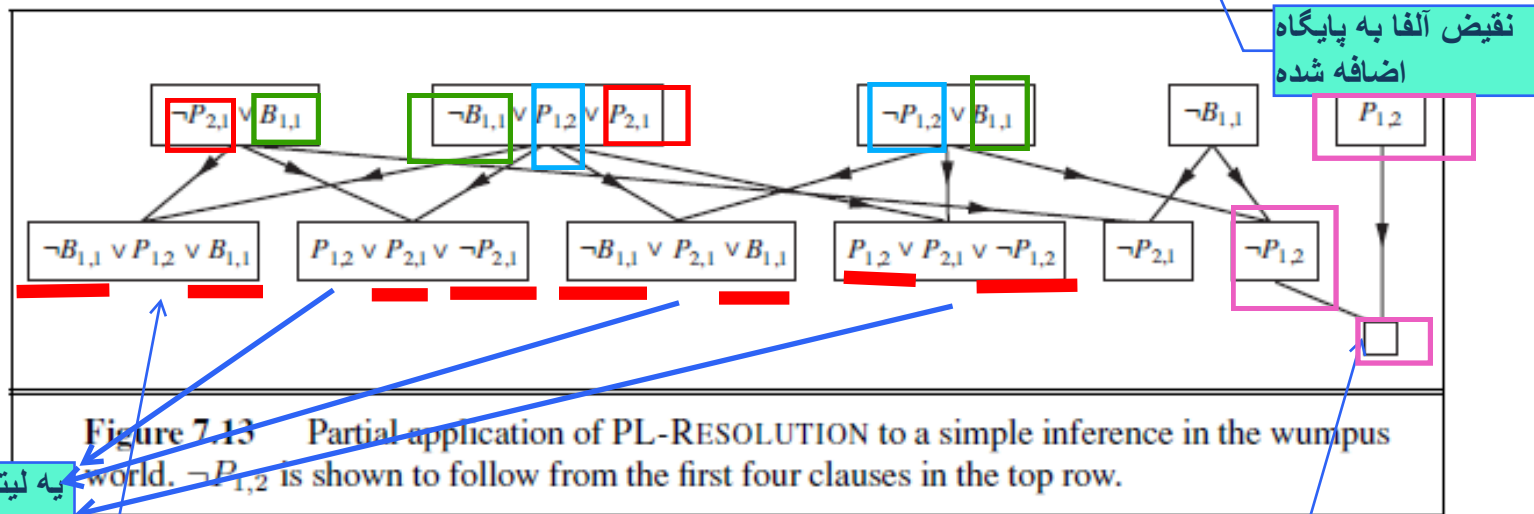 نقیض آلفا به پایگاه
اضافه شده
¬P2,1 ∨ B1,1
¬B1,1 ∨ P1,2 ∨ P2,1
¬P1,2 ∨ B1,1
¬B1,1
P1,2
¬B1,1 ∨ P1,2 ∨ B1,1
P1,2 ∨ P2,1 ∨ ¬P2,1
¬B1,1 ∨ P2,1 ∨ B1,1
P1,2 ∨ P2,1 ∨ ¬P1,2
¬P2,1
¬P1,2
Figure 7.13 Partial application of PL-RESOLUTION to a simple inference in the wumpus
world. ¬P1,2 is shown to follow from the first four clauses in the top row.
یه